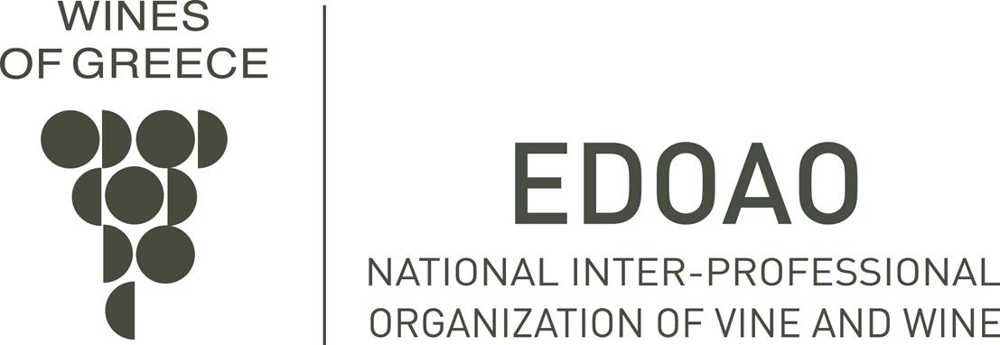 WINES
OF GREECE
EDOAO
NATIONAL INTER-PROFESSIONAL
ORGANIZATION OF VINE AND WINE